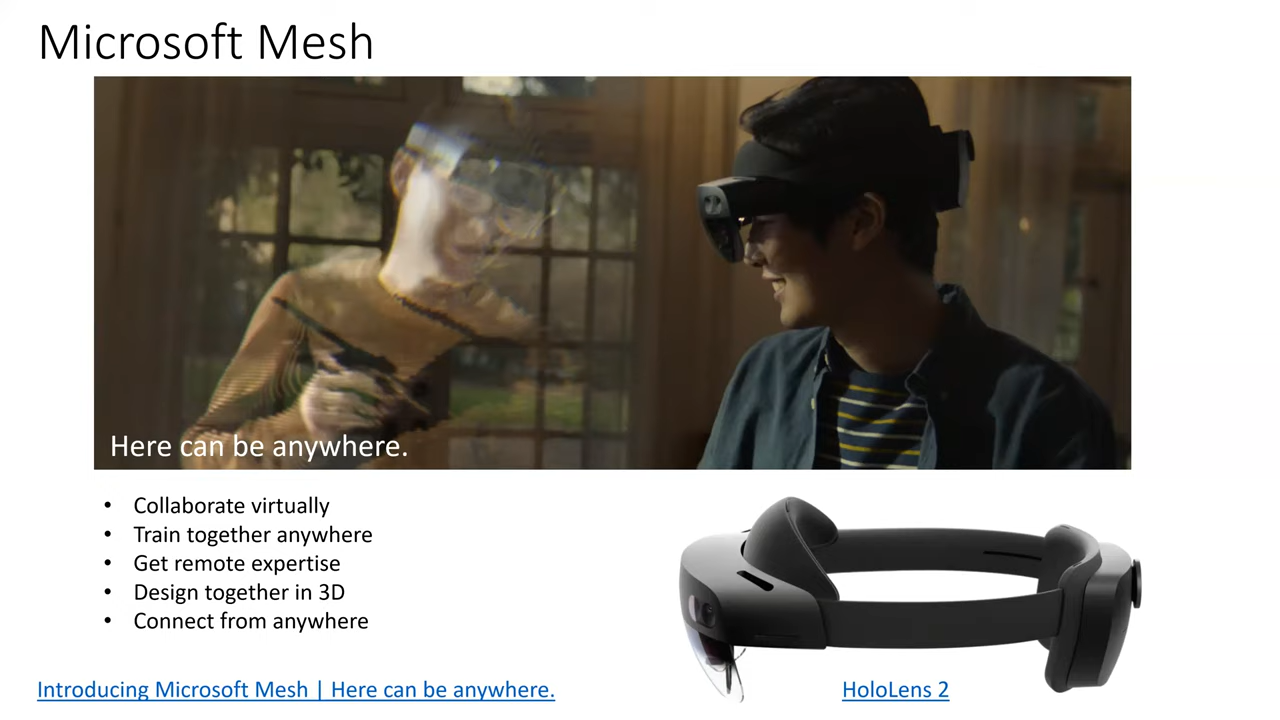 Microsoft Mesh
Here can be anywhere.
• Collaborate virtually
• Train together anywhere
• Get remote expertise
• Design together in 3D
• Connect from anywhere
Introducing Microsoft Mesh | Here can be anywhere.
HoloLens 2